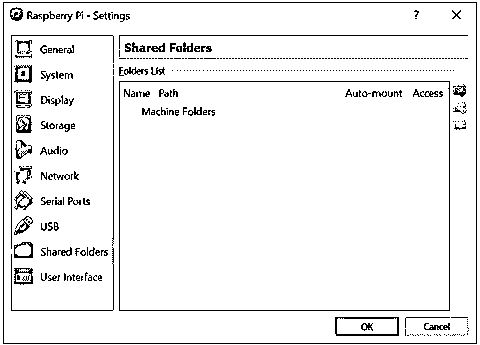 Raspberry Pi - Settings ? ×
General
System
Display
Storage
Audio
Network
Serial Ports
USB
Shared Folders
User Interface
Shared Folders
Folders List
Name Path Auto-mount Access
Machine Folders
OK Cancel